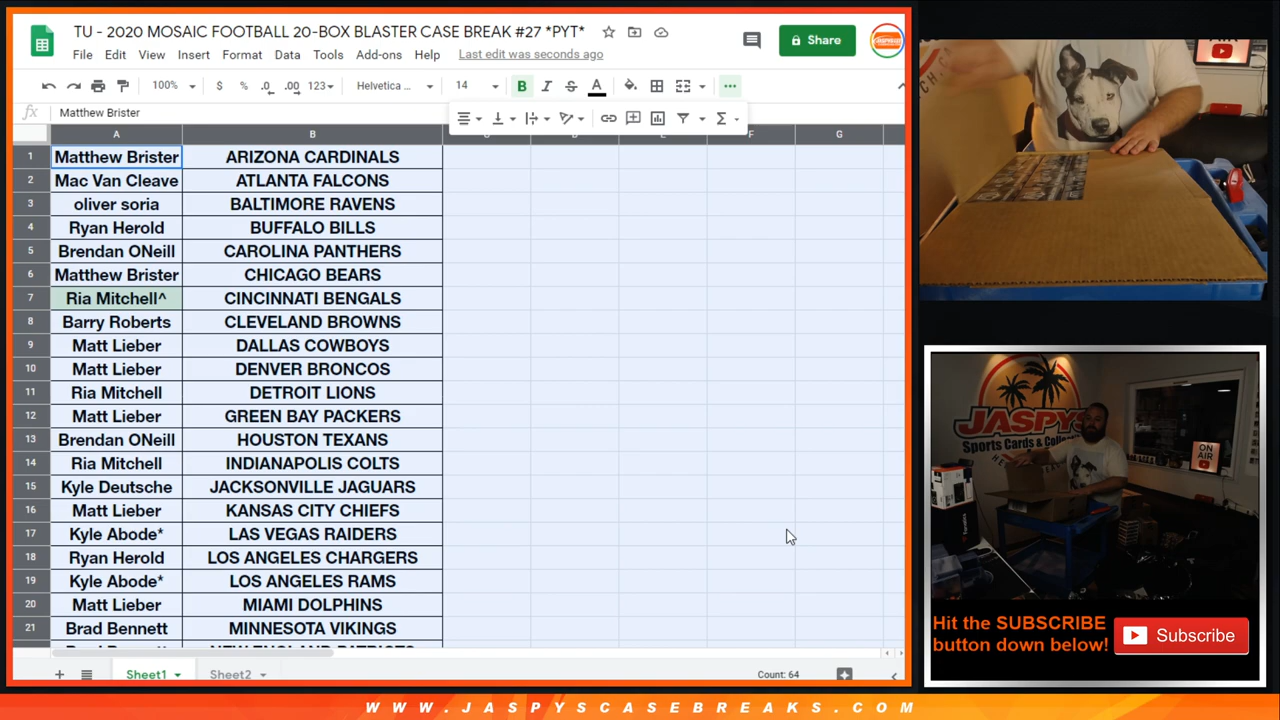 TU - 2020 MOSAIC FOOTBALL 20-BOX BLASTER CASE BREAK #27 *PYT*
File Edit View Insert Format Data Tools Add-ons Help Last edit was seconds ago
Share
100% $ % .0 .00 123 Helvetica ... 14 B I S A
fx Matthew Brister
A B C D E F G
1 Matthew Brister ARIZONA CARDINALS
2 Mac Van Cleave ATLANTA FALCONS
3 oliver soria BALTIMORE RAVENS
4 Ryan Herold BUFFALO BILLS
5 Brendan ONeill CAROLINA PANTHERS
6 Matthew Brister CHICAGO BEARS
7 Ria Mitchell^ CINCINNATI BENGALS
8 Barry Roberts CLEVELAND BROWNS
9 Matt Lieber DALLAS COWBOYS
10 Matt Lieber DENVER BRONCOS
11 Ria Mitchell DETROIT LIONS
12 Matt Lieber GREEN BAY PACKERS
13 Brendan ONeill HOUSTON TEXANS
14 Ria Mitchell INDIANAPOLIS COLTS
15 Kyle Deutsche JACKSONVILLE JAGUARS
16 Matt Lieber KANSAS CITY CHIEFS
17 Kyle Abode* LAS VEGAS RAIDERS
18 Ryan Herold LOS ANGELES CHARGERS
19 Kyle Abode* LOS ANGELES RAMS
20 Matt Lieber MIAMI DOLPHINS
21 Brad Bennett MINNESOTA VIKINGS
Sheet1 Sheet2 Count: 64
JASPYS
Sports Cards & Collec
ON AIR
Hit the SUBSCRIBE
button down below!
Subscribe
WWW.JASPYSCASEBREAKS.COM